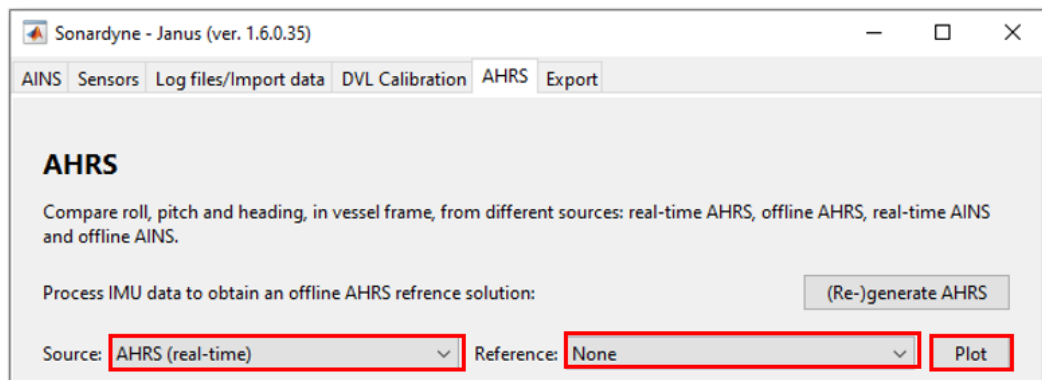 Sonardyne - Janus (ver. 1.6.0.35)
AINS Sensors Log files/Import data DVL Calibration AHRS Export
AHRS
Compare roll, pitch and heading, in vessel frame, from different sources: real-time AHRS, offline AHRS, real-time AINS
and offline AINS.
Process IMU data to obtain an offline AHRS refrence solution: (Re-)generate AHRS
Source: AHRS (real-time) Reference: None Plot